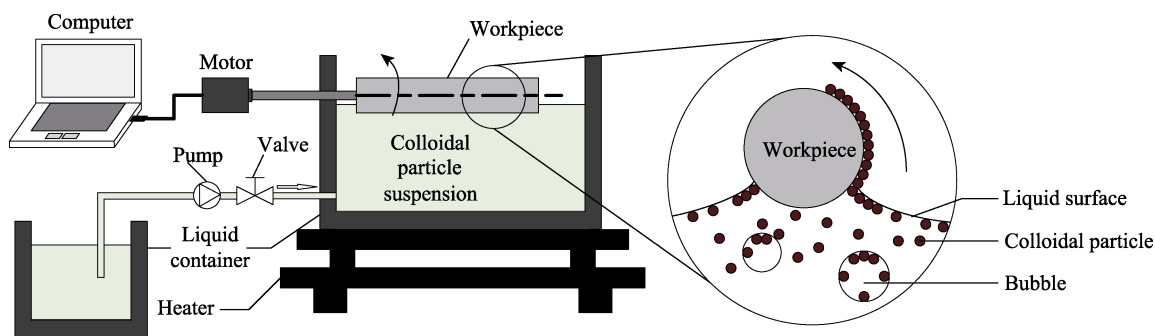 Computer
Motor
Workpiece
Pump
Valve
Colloidal
particle
suspension
Liquid
container
Heater
Workpiece
Liquid surface
Colloidal particle
Bubble